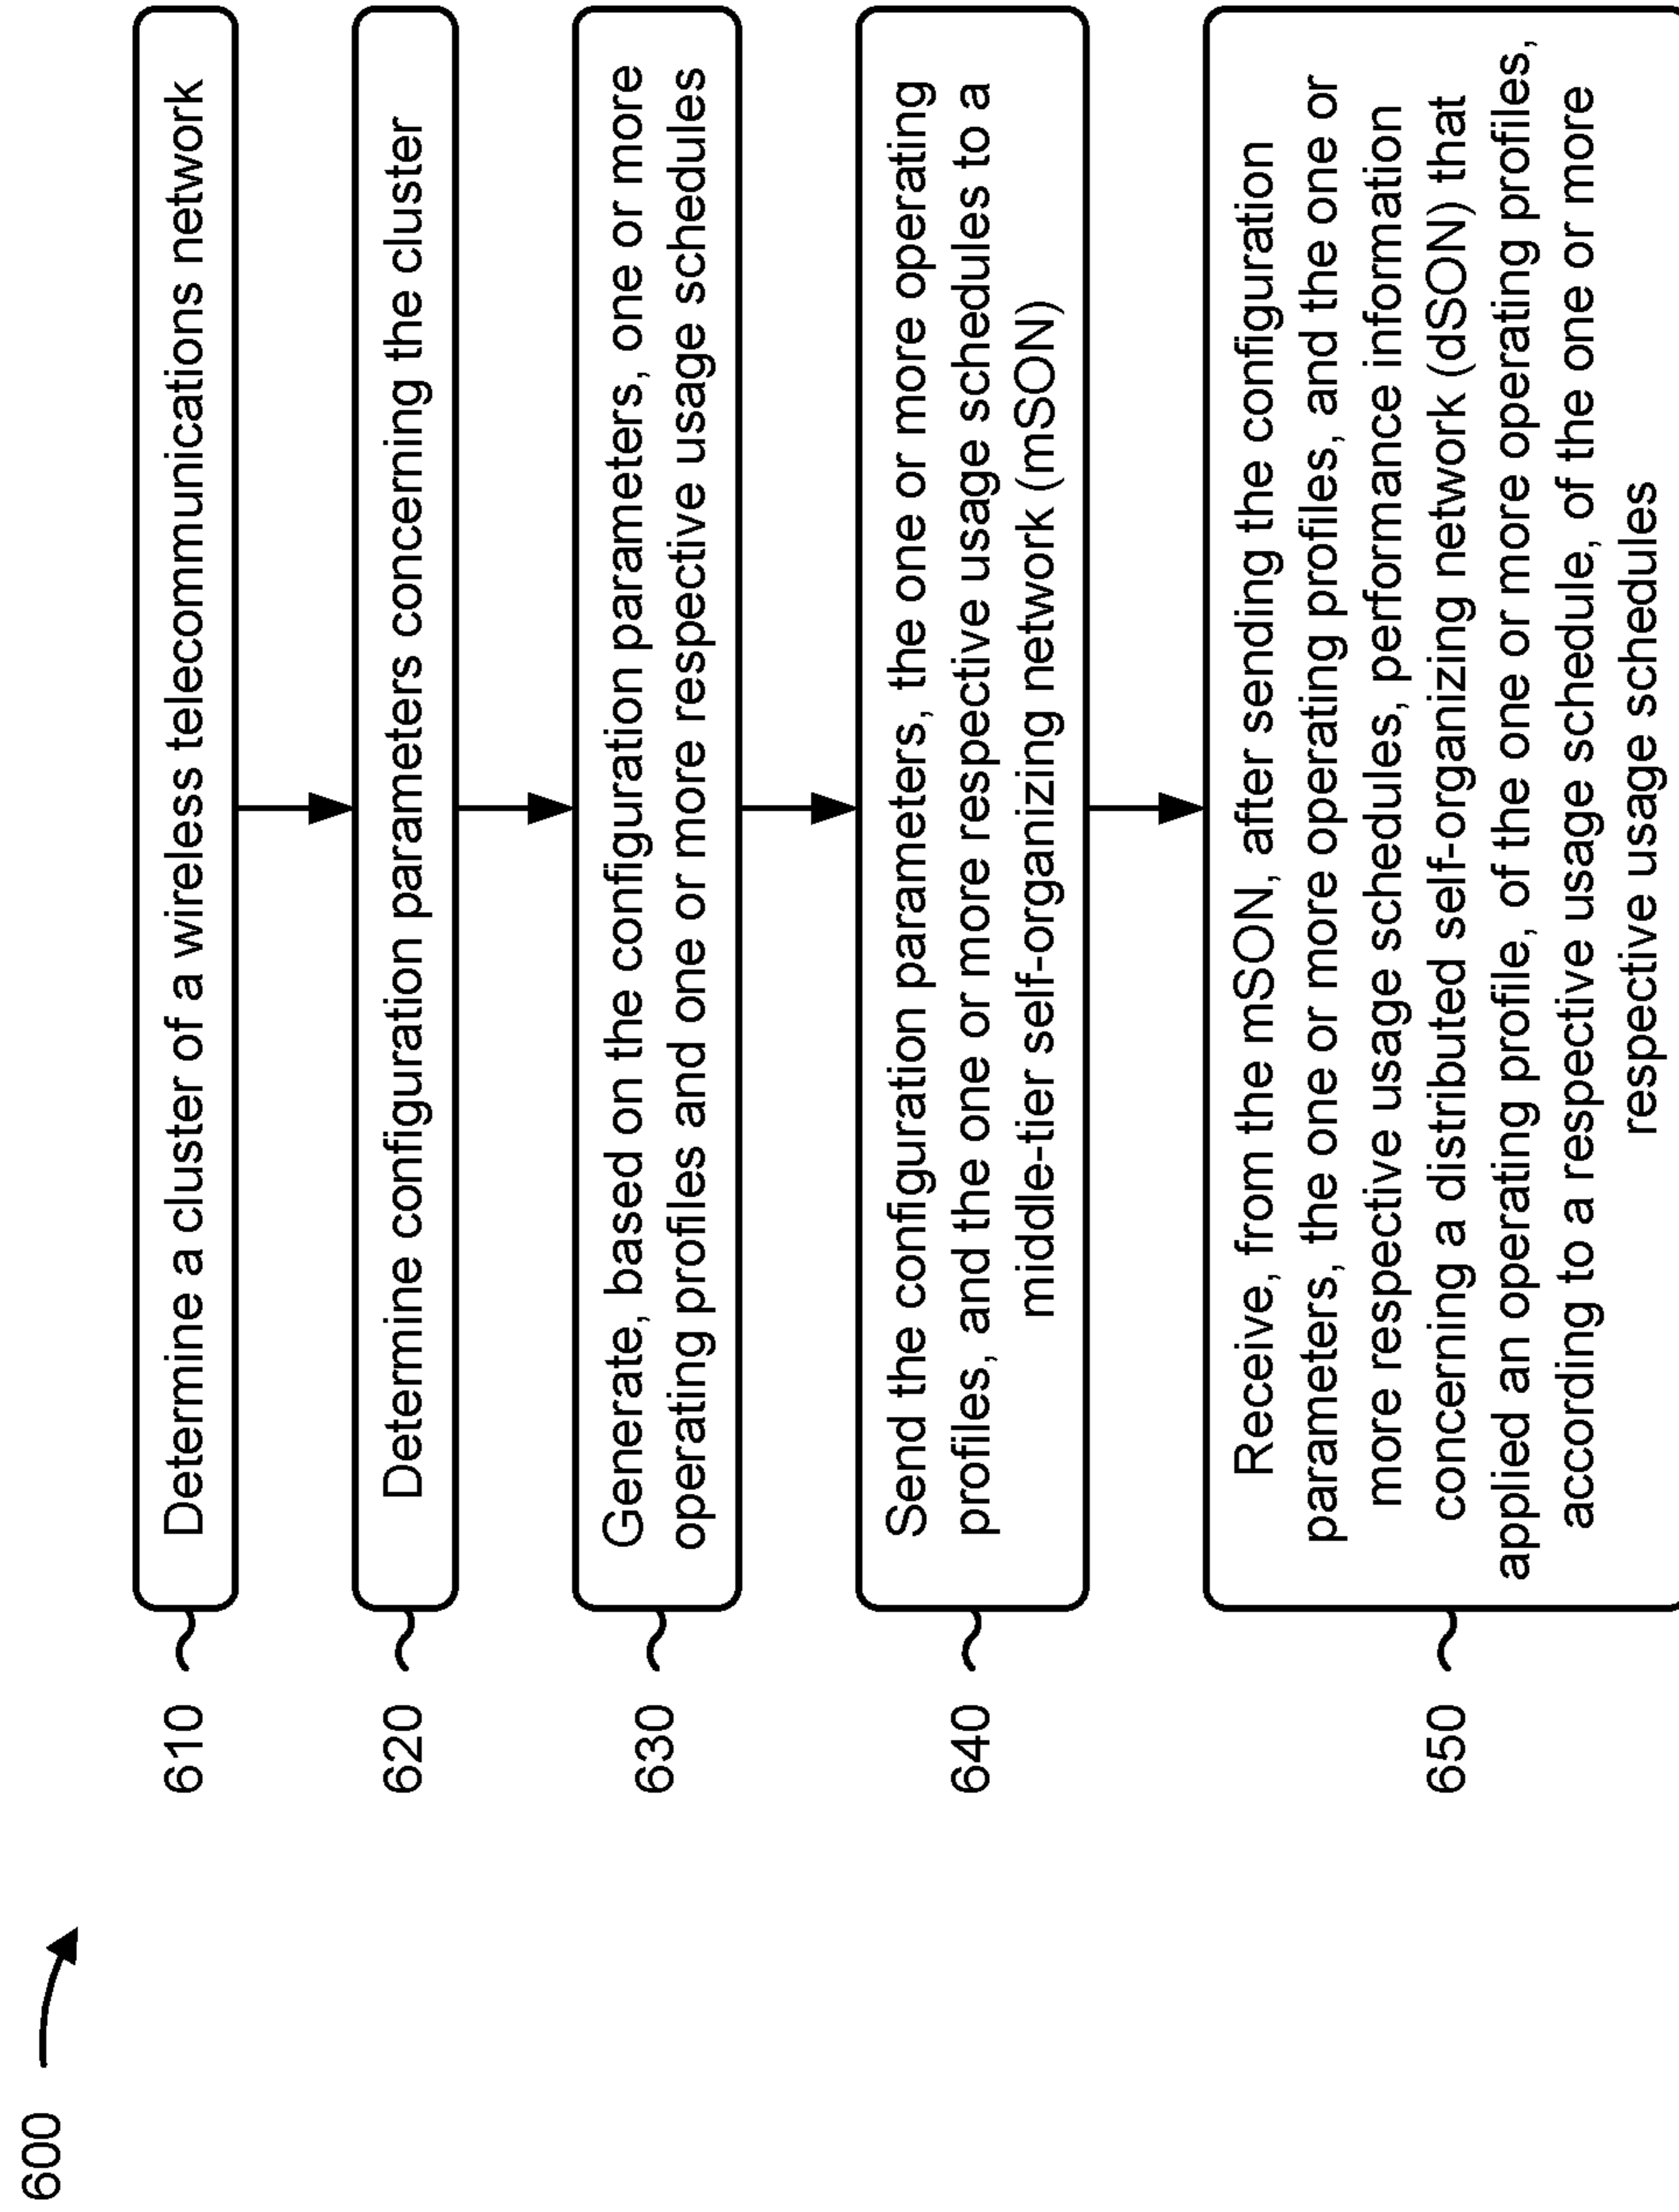 600
610
Determine a cluster of a wireless telecommunications network
620
Determine configuration parameters concerning the cluster
630
Generate, based on the configuration parameters, one or more
operating profiles and one or more respective usage schedules
640
Send the configuration parameters, the one or more operating
profiles, and the one or more respective usage schedules to a
middle-tier self-organizing network (mSON)
650
Receive, from the mSON, after sending the configuration
parameters, the one or more operating profiles, and the one or
more respective usage schedules, performance information
concerning a distributed self-organizing network (dSON) that
applied an operating profile, of the one or more operating profiles,
according to a respective usage schedule, of the one or more
respective usage schedules